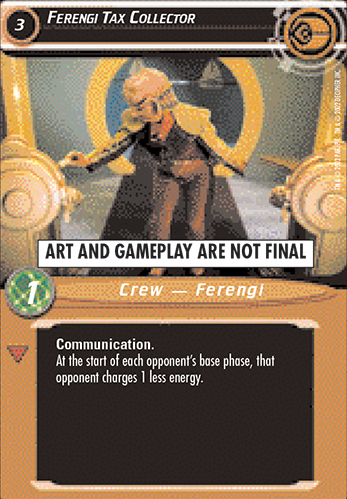 3
FERENGI TAX COLLECTOR
ART AND GAMEPLAY ARE NOT FINAL
1
Crew — Ferengi
Communication.
At the start of each opponent's base phase, that
opponent charges 1 less energy.